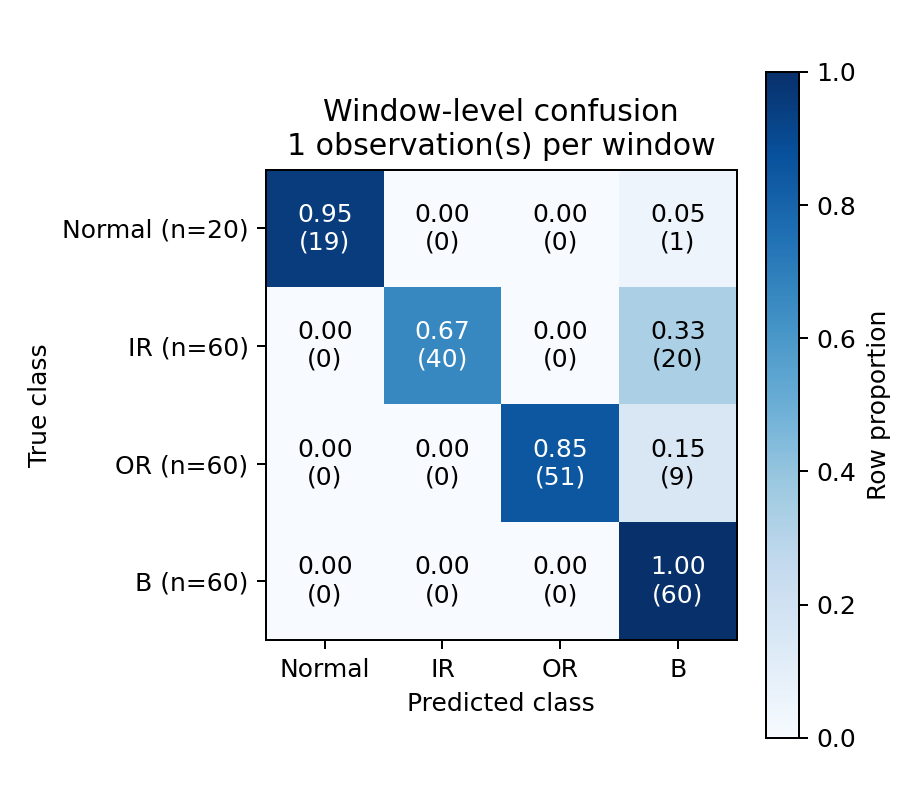 Window-level confusion
1 observation(s) per window
True class
Normal (n=20)
0.95 0.00 0.00 0.05
(19) (0) (0) (1)
IR (n=60)
0.00 0.67 0.00 0.33
(0) (40) (0) (20)
OR (n=60)
0.00 0.00 0.85 0.15
(0) (0) (51) (9)
B (n=60)
0.00 0.00 0.00 1.00
(0) (0) (0) (60)
Normal IR OR B
Predicted class
1.0
0.8
0.6
0.4
0.2
0.0
Row proportion